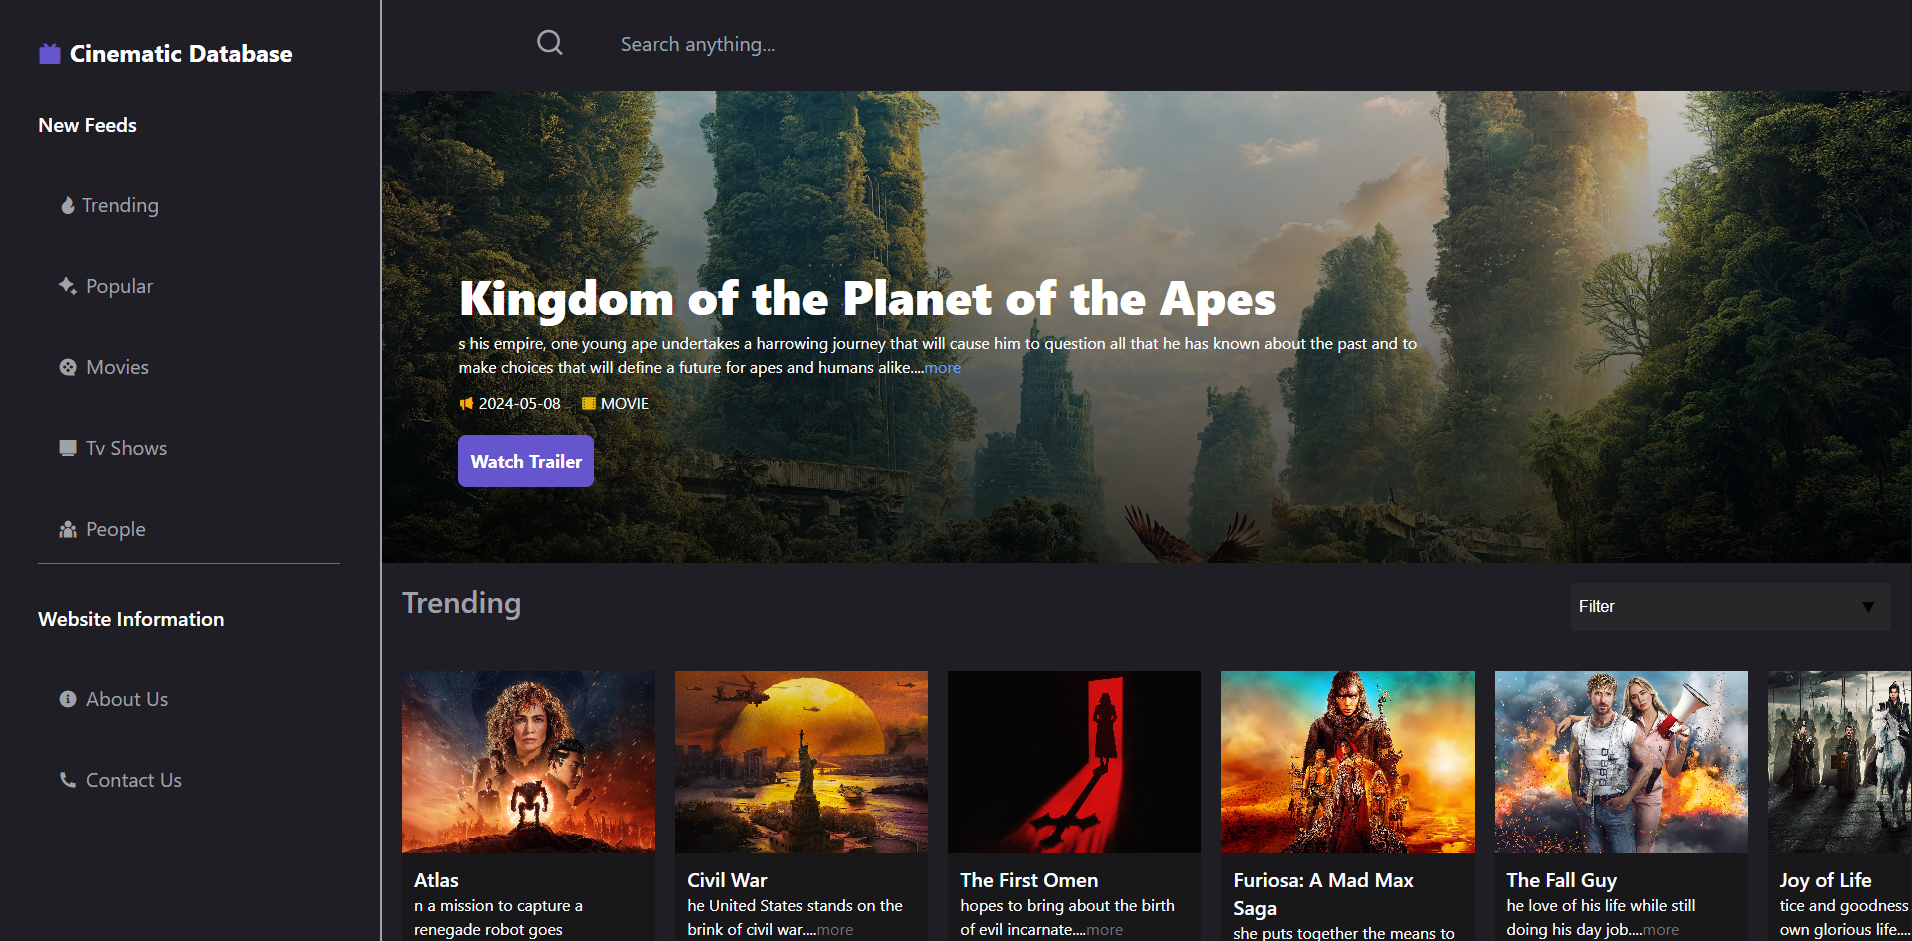 Cinematic Database
New Feeds
Trending
Popular
Movies
Tv Shows
People
Website Information
About Us
Contact Us
Search anything...
Kingdom of the Planet of the Apes
s his empire, one young ape undertakes a harrowing journey that will cause him to question all that he has known about the past and to
make choices that will define a future for apes and humans alike....more
2024-05-08 MOVIE
Watch Trailer
Trending
Filter
Atlas
n a mission to capture a
renegade robot goes
Civil War
he United States stands on the
brink of civil war....more
The First Omen
hopes to bring about the birth
of evil incarnate....more
Furiosa: A Mad Max
Saga
she puts together the means to
The Fall Guy
he love of his life while still
doing his day job....more
Joy of Life
tice and goodness
own glorious life....